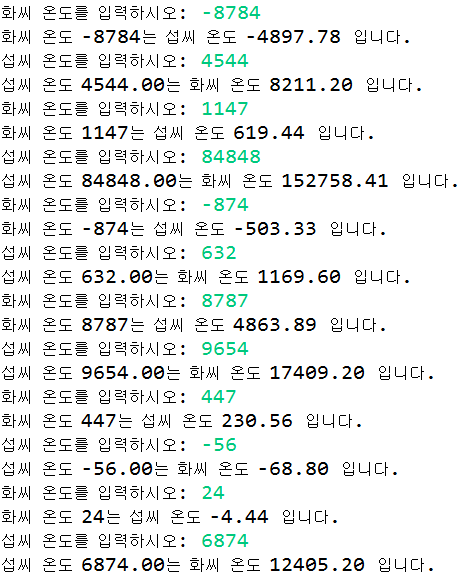 화씨 온도를 입력하시오: -8784
화씨 온도 -8784는 섭씨 온도 -4897.78 입니다.
섭씨 온도를 입력하시오: 4544
섭씨 온도 4544.00는 화씨 온도 8211.20 입니다.
화씨 온도를 입력하시오: 1147
화씨 온도 1147는 섭씨 온도 619.44 입니다.
섭씨 온도를 입력하시오: 84848
섭씨 온도 84848.00는 화씨 온도 152758.41 입니다.
화씨 온도를 입력하시오: -874
화씨 온도 -874는 섭씨 온도 -503.33 입니다.
섭씨 온도를 입력하시오: 632
섭씨 온도 632.00는 화씨 온도 1169.60 입니다.
화씨 온도를 입력하시오: 8787
화씨 온도 8787는 섭씨 온도 4863.89 입니다.
섭씨 온도를 입력하시오: 9654
섭씨 온도 9654.00는 화씨 온도 17409.20 입니다.
화씨 온도를 입력하시오: 447
화씨 온도 447는 섭씨 온도 230.56 입니다.
섭씨 온도를 입력하시오: -56
섭씨 온도 -56.00는 화씨 온도 -68.80 입니다.
화씨 온도를 입력하시오: 24
화씨 온도 24는 섭씨 온도 -4.44 입니다.
섭씨 온도를 입력하시오: 6874
섭씨 온도 6874.00는 화씨 온도 12405.20 입니다.